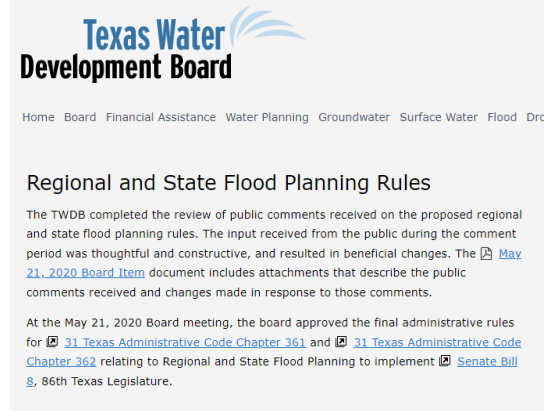 Texas Water
Development Board
Home Board Financial Assistance Water Planning Groundwater Surface Water Flood
Regional and State Flood Planning Rules
The TWDB completed the review of public comments received on the proposed regional
and state flood planning rules. The input received from the public during the comment
period was thoughtful and constructive, and resulted in beneficial changes. The May
21, 2020 Board Item document includes attachments that describe the public
comments received and changes made in response to those comments.
At the May 21, 2020 Board meeting, the board approved the final administrative rules
for 31 Texas Administrative Code Chapter 361 and 31 Texas Administrative Code
Chapter 362 relating to Regional and State Flood Planning to implement Senate Bill
8, 86th Texas Legislature.